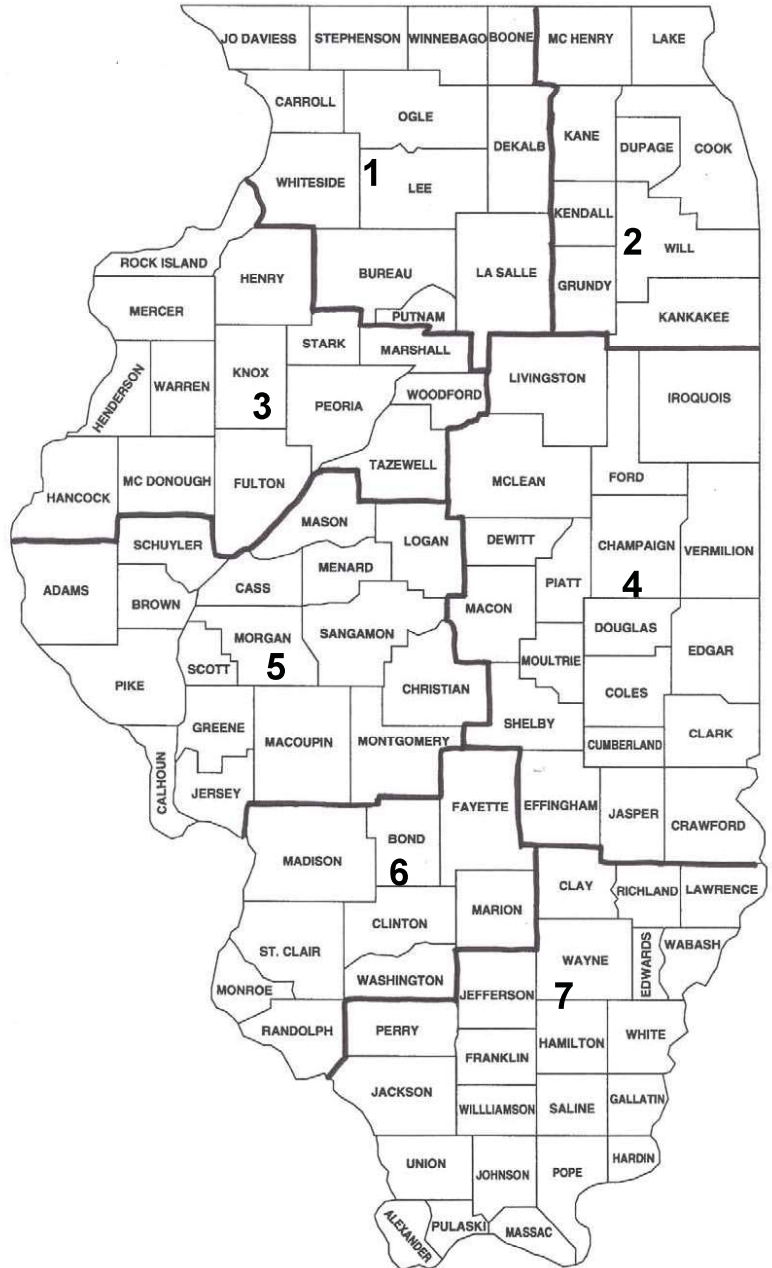 JO DAVIESS
STEPHENSON
WINNEBAGO
BOONE
MC HENRY
LAKE
CARROLL
OGLE
DEKALB
KANE
DUPAGE
COOK
WHITESIDE
1
LEE
KENDALL
2
WILL
ROCK ISLAND
HENRY
BUREAU
LA SALLE
GRUNDY
MERCER
PUTNAM
KANKAKEE
STARK
MARSHALL
HENDERSON
WARREN
KNOX
3
PEORIA
WOODFORD
LIVINGSTON
IROQUOIS
HANCOCK
MC DONOUGH
FULTON
TAZEWELL
MCLEAN
FORD
MASON
LOGAN
DEWITT
CHAMPAIGN
VERMILION
SCHUYLER
ADAMS
BROWN
CASS
MENARD
MACON
PIATT
4
MORGAN
SANGAMON
DOUGLAS
EDGAR
PIKE
SCOTT
5
CHRISTIAN
MOULTRIE
COLES
GREENE
MACOUPIN
MONTGOMERY
SHELBY
CUMBERLAND
CLARK
CALHOUN
JERSEY
FAYETTE
EFFINGHAM
JASPER
CRAWFORD
MADISON
BOND
6
CLAY
RICHLAND
LAWRENCE
ST. CLAIR
CLINTON
MARION
WAYNE
EDWARDS
WABASH
MONROE
WASHINGTON
JEFFERSON
7
RANDOLPH
PERRY
FRANKLIN
HAMILTON
WHITE
JACKSON
WILLLIAMSON
SALINE
GALLATIN
UNION
JOHNSON
POPE
HARDIN
ALEXANDER
PULASKI
MASSAC